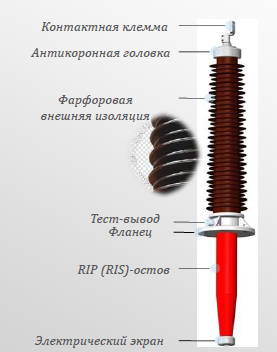 Контактная клемма
Антикоронная головка
Фарфоровая
внешняя изоляция
Тест-вывод
Фланец
RIP (RIS)-остов
Электрический экран